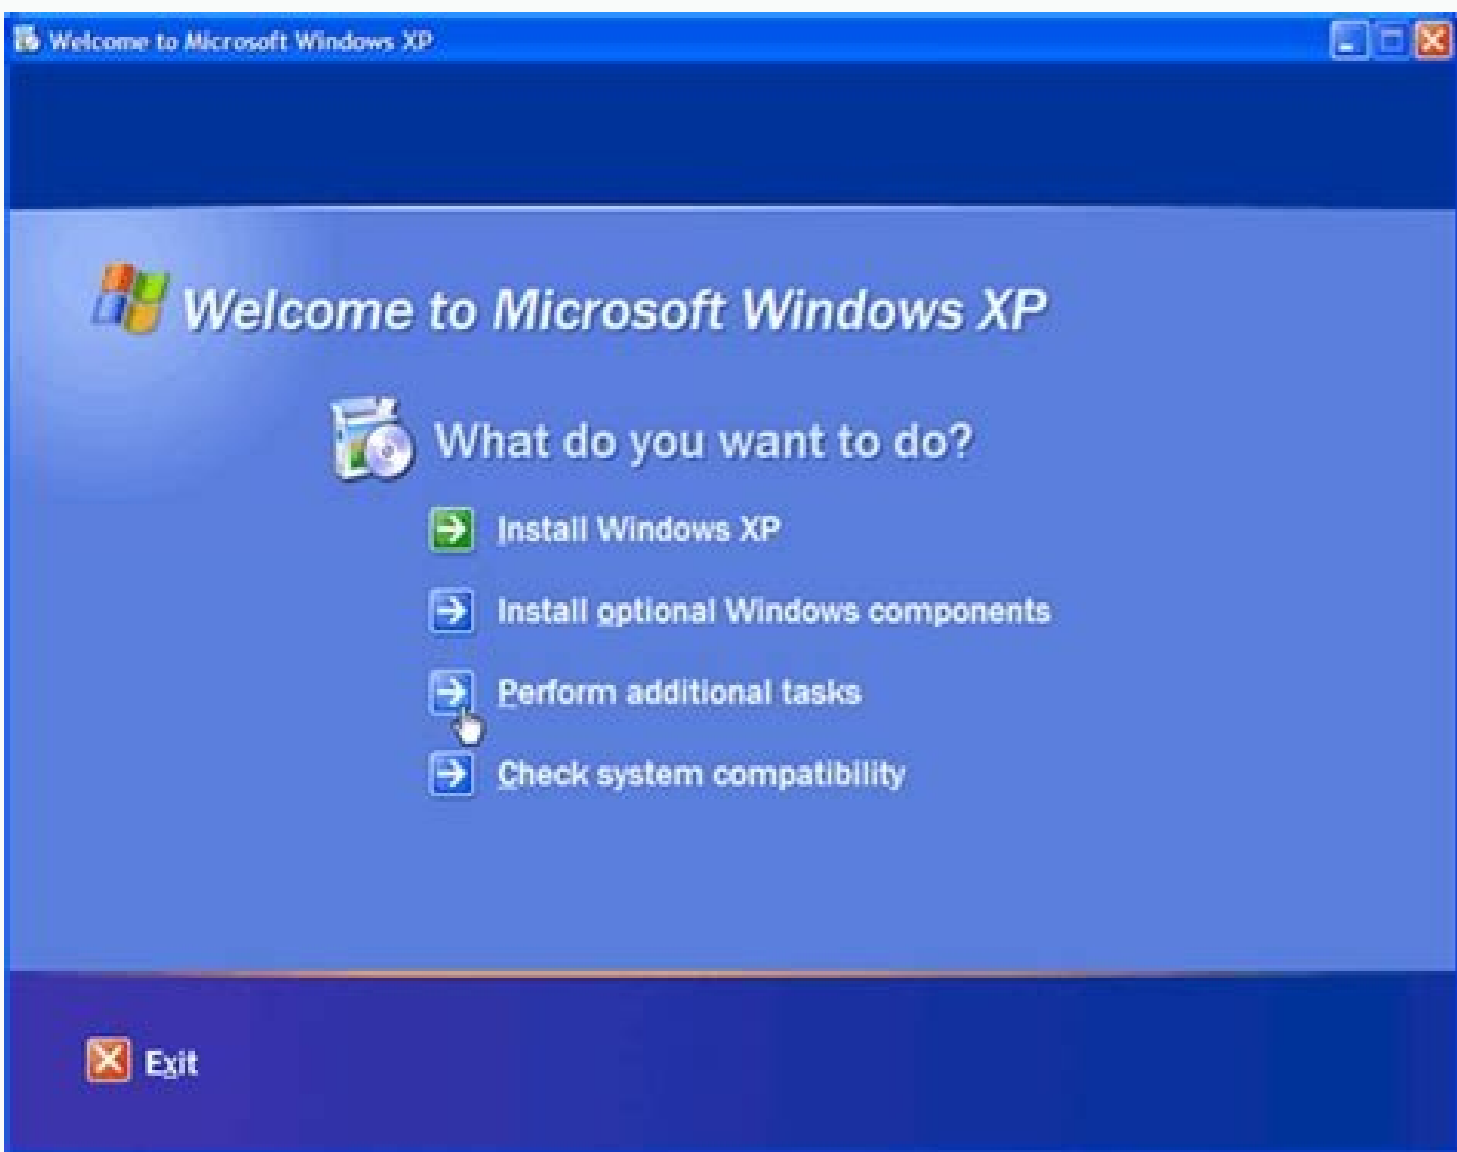 Welcome to Microsoft Windows XP
Welcome to Microsoft Windows XP
What do you want to do?
Install Windows XP
Install optional Windows components
Perform additional tasks
Check system compatibility
Exit